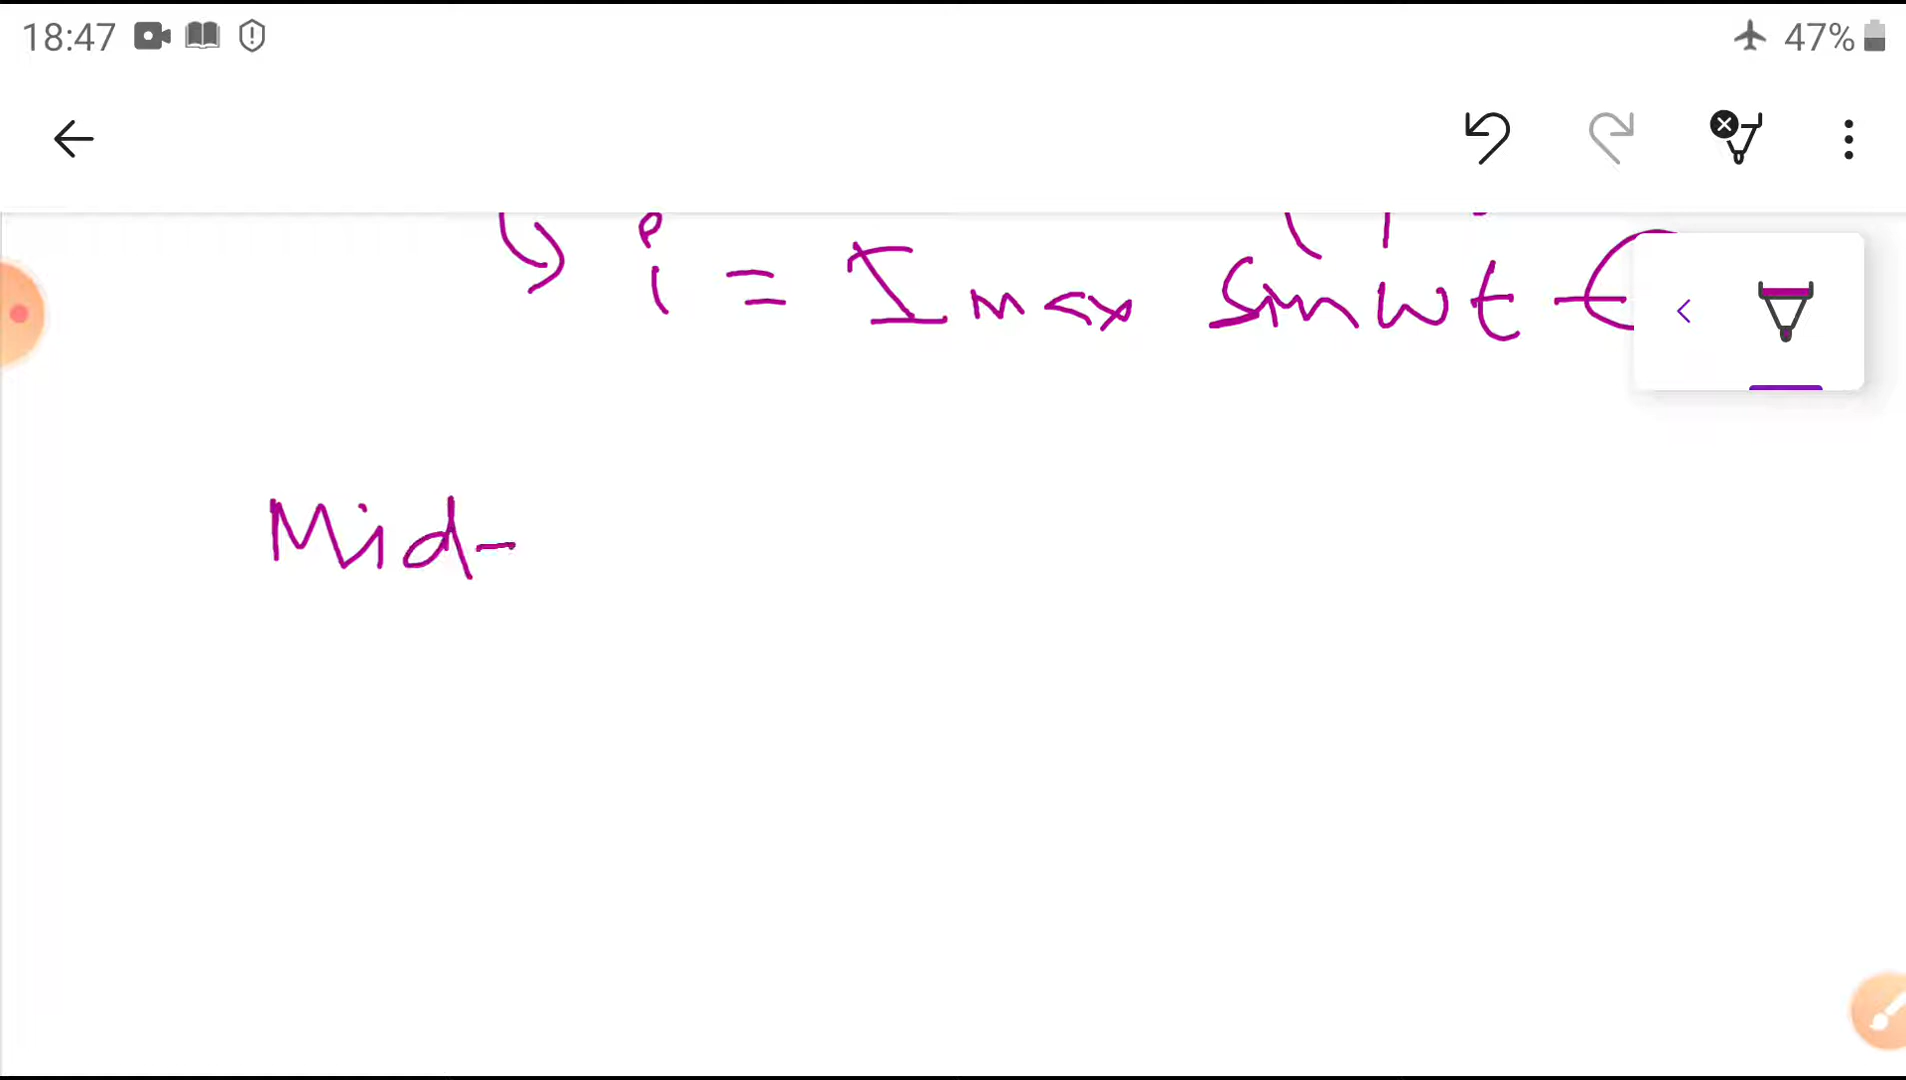 18:47 47%
i = Imax sinwt
Mid-